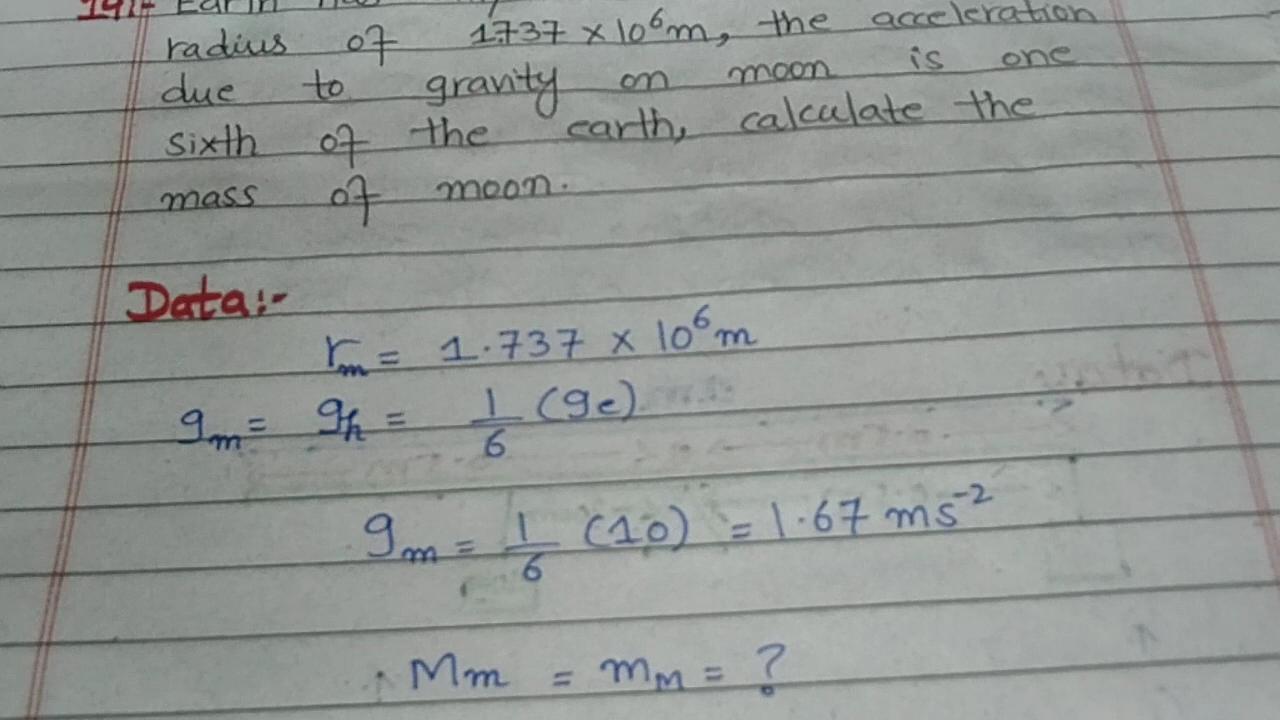 radius of 1.737 × 10⁶ m, the acceleration
due to gravity on moon is one
sixth of the earth, calculate the
mass of moon.
Data:-
rₘ = 1.737 × 10⁶ m
gₘ = gₕ = 1/6 (ge)
gₘ = 1/6 (10) = 1.67 ms⁻²
Mm = mM = ?